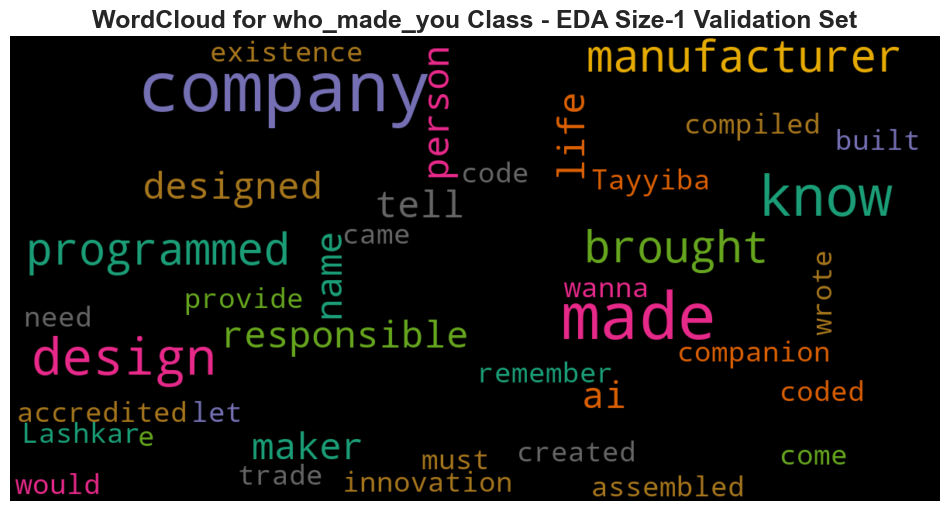 WordCloud for who_made_you Class - EDA Size-1 Validation Set
existence
company
person
manufacturer
life
compiled
built
designed
code
Tayyiba
know
tell
came
programmed
name
brought
wrote
provide
wanna
need
made
responsible
design
companion
remember
ai
coded
accredited
let
Lashkar
e
maker
created
must
come
trade
would
innovation
assembled